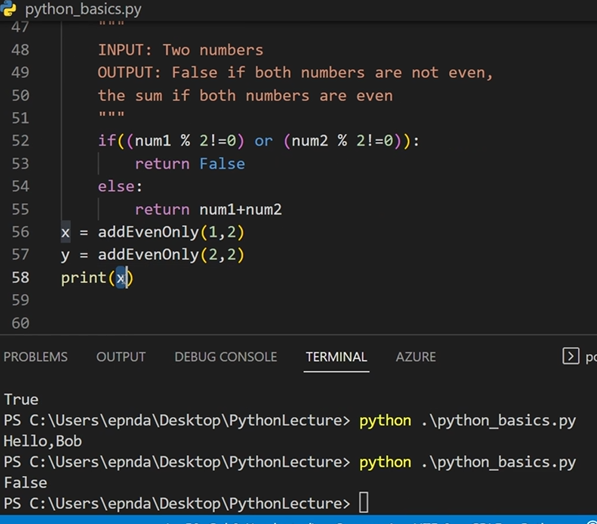 python_basics.py
47 """
48 INPUT: Two numbers
49 OUTPUT: False if both numbers are not even,
50 the sum if both numbers are even
51 """
52 if((num1 % 2!=0) or (num2 % 2!=0)):
53 return False
54 else:
55 return num1+num2
56 x = addEvenOnly(1,2)
57 y = addEvenOnly(2,2)
58 print(x)
59
60
PROBLEMS OUTPUT DEBUG CONSOLE TERMINAL AZURE
True
PS C:\Users\epnda\Desktop\PythonLecture> python .\python_basics.py
Hello,Bob
PS C:\Users\epnda\Desktop\PythonLecture> python .\python_basics.py
False
PS C:\Users\epnda\Desktop\PythonLecture>